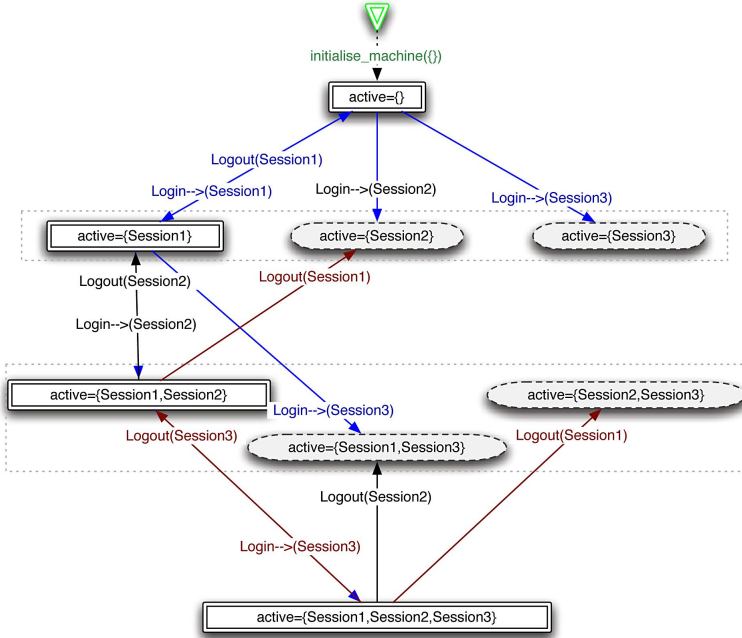 initialise_machine({})
active={}
Logout(Session1)
Login-->(Session1)
Login-->(Session2)
Login-->(Session3)
active={Session1}
active={Session2}
active={Session3}
Logout(Session2)
Logout(Session1)
Login-->(Session2)
active={Session1,Session2}
active={Session2,Session3}
Login-->(Session3)
Logout(Session3)
Logout(Session1)
active={Session1,Session3}
Logout(Session2)
Login-->(Session3)
active={Session1,Session2,Session3}